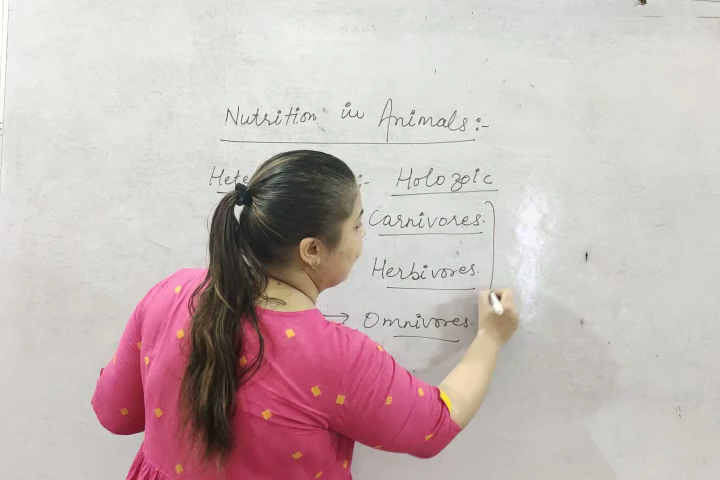 Nutrition in Animals:-
Hete :- Holozoic
Carnivores.
Herbivores.
→ Omnivores.